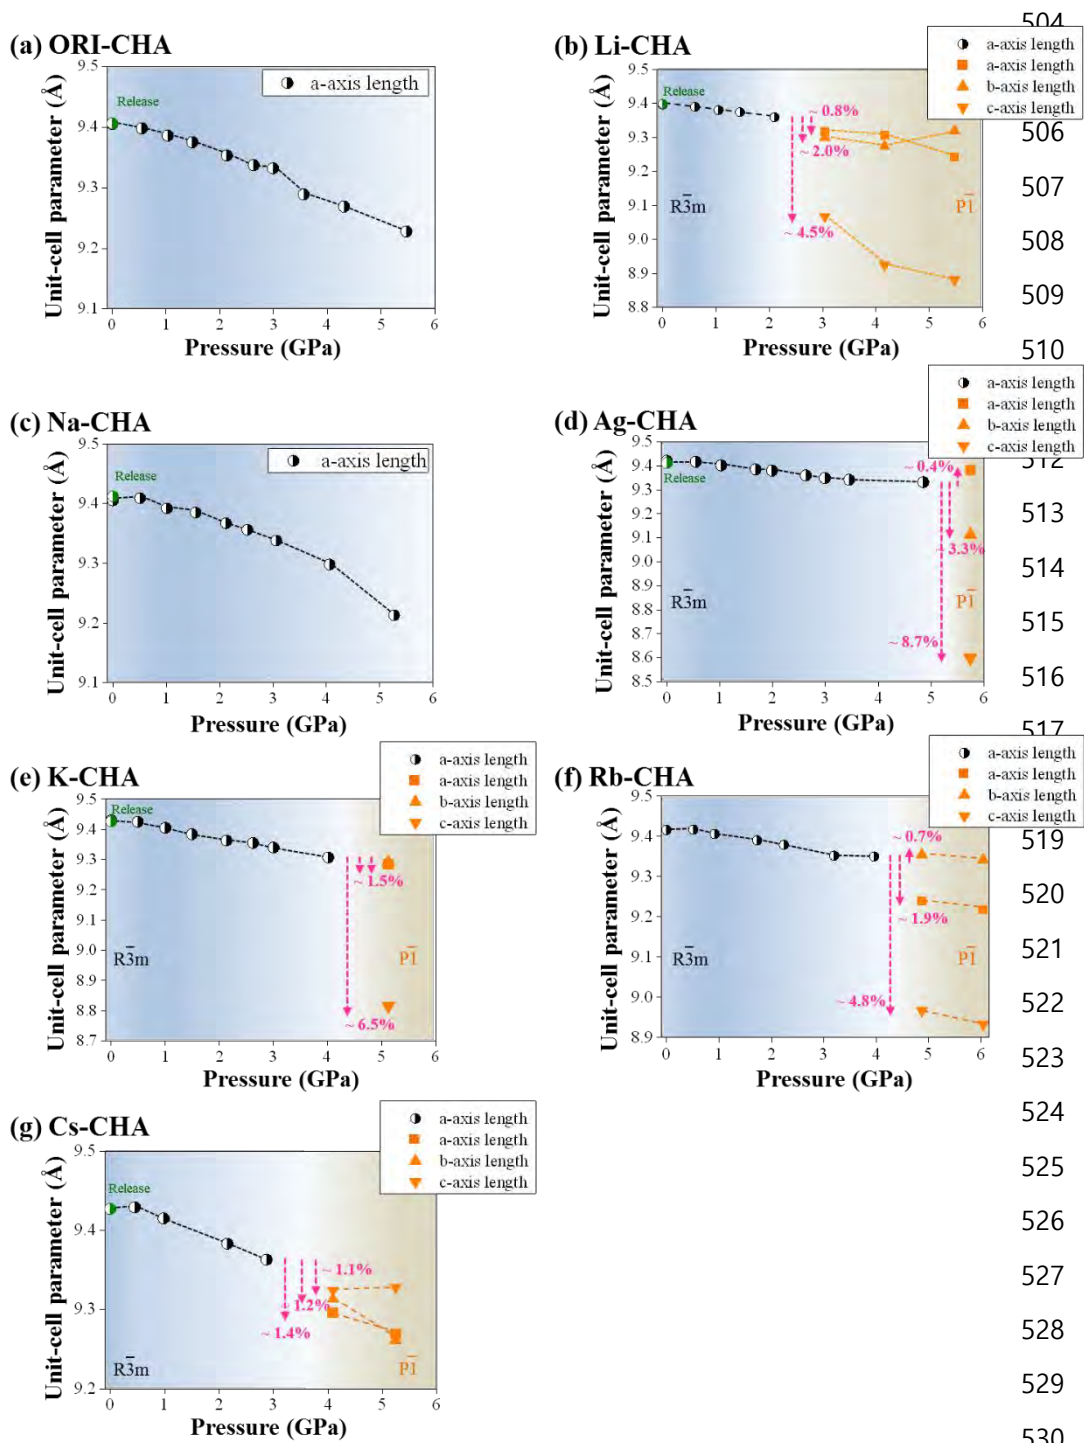 504
(a) ORI-CHA
9.5
9.4
9.3
9.2
9.1
Unit-cell parameter (Å)
Release
a-axis length
0 1 2 3 4 5 6
Pressure (GPa)
(b) Li-CHA
a-axis length
a-axis length
b-axis length
c-axis length
9.5
9.4
9.3
9.2
9.1
9.0
8.9
8.8
Unit-cell parameter (Å)
Release
~ 0.8%
~ 2.0%
~ 4.5%
R3̅m
P1̅
0 1 2 3 4 5 6
Pressure (GPa)
506
507
508
509
510
(c) Na-CHA
9.5
9.4
9.3
9.2
9.1
Unit-cell parameter (Å)
Release
a-axis length
0 1 2 3 4 5 6
Pressure (GPa)
(d) Ag-CHA
a-axis length
a-axis length
b-axis length
c-axis length
9.5
9.4
9.3
9.2
9.1
9.0
8.9
8.8
8.7
8.6
8.5
Unit-cell parameter (Å)
Release
~ 0.4%
~ 3.3%
~ 8.7%
R3̅m
P1̅
0 1 2 3 4 5 6
Pressure (GPa)
512
513
514
515
516
517
(e) K-CHA
a-axis length
a-axis length
b-axis length
c-axis length
9.5
9.4
9.3
9.2
9.1
9.0
8.9
8.8
8.7
Unit-cell parameter (Å)
Release
~ 1.5%
~ 6.5%
R3̅m
P1̅
0 1 2 3 4 5 6
Pressure (GPa)
(f) Rb-CHA
a-axis length
a-axis length
b-axis length
c-axis length
9.5
9.4
9.3
9.2
9.1
9.0
8.9
Unit-cell parameter (Å)
~ 0.7%
~ 1.9%
~ 4.8%
R3̅m
P1̅
0 1 2 3 4 5 6
Pressure (GPa)
519
520
521
522
523
524
(g) Cs-CHA
a-axis length
a-axis length
b-axis length
c-axis length
9.5
9.4
9.3
9.2
Unit-cell parameter (Å)
Release
~ 1.1%
1.2%
~ 1.4%
R3̅m
P1̅
0 1 2 3 4 5 6
Pressure (GPa)
525
526
527
528
529
530